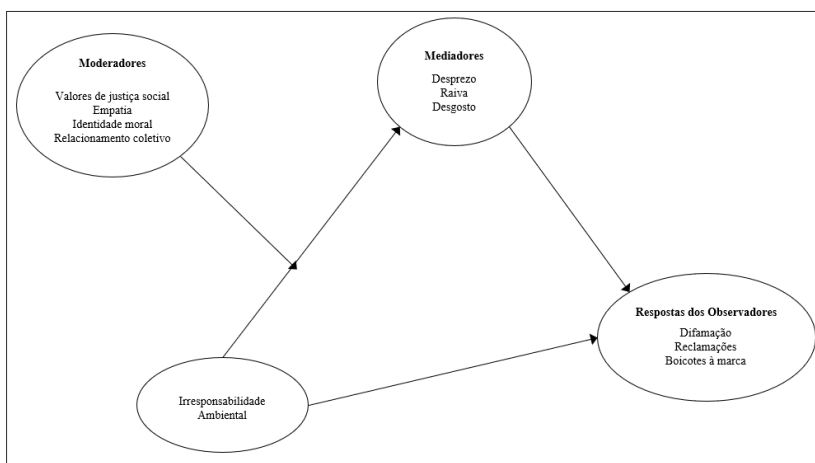 Moderadores
Valores de justiça social
Empatia
Identidade moral
Relacionamento coletivo
Mediadores
Desprezo
Raiva
Desgosto
Respostas dos Observadores
Difamação
Reclamações
Boicotes à marca
Irresponsabilidade
Ambiental